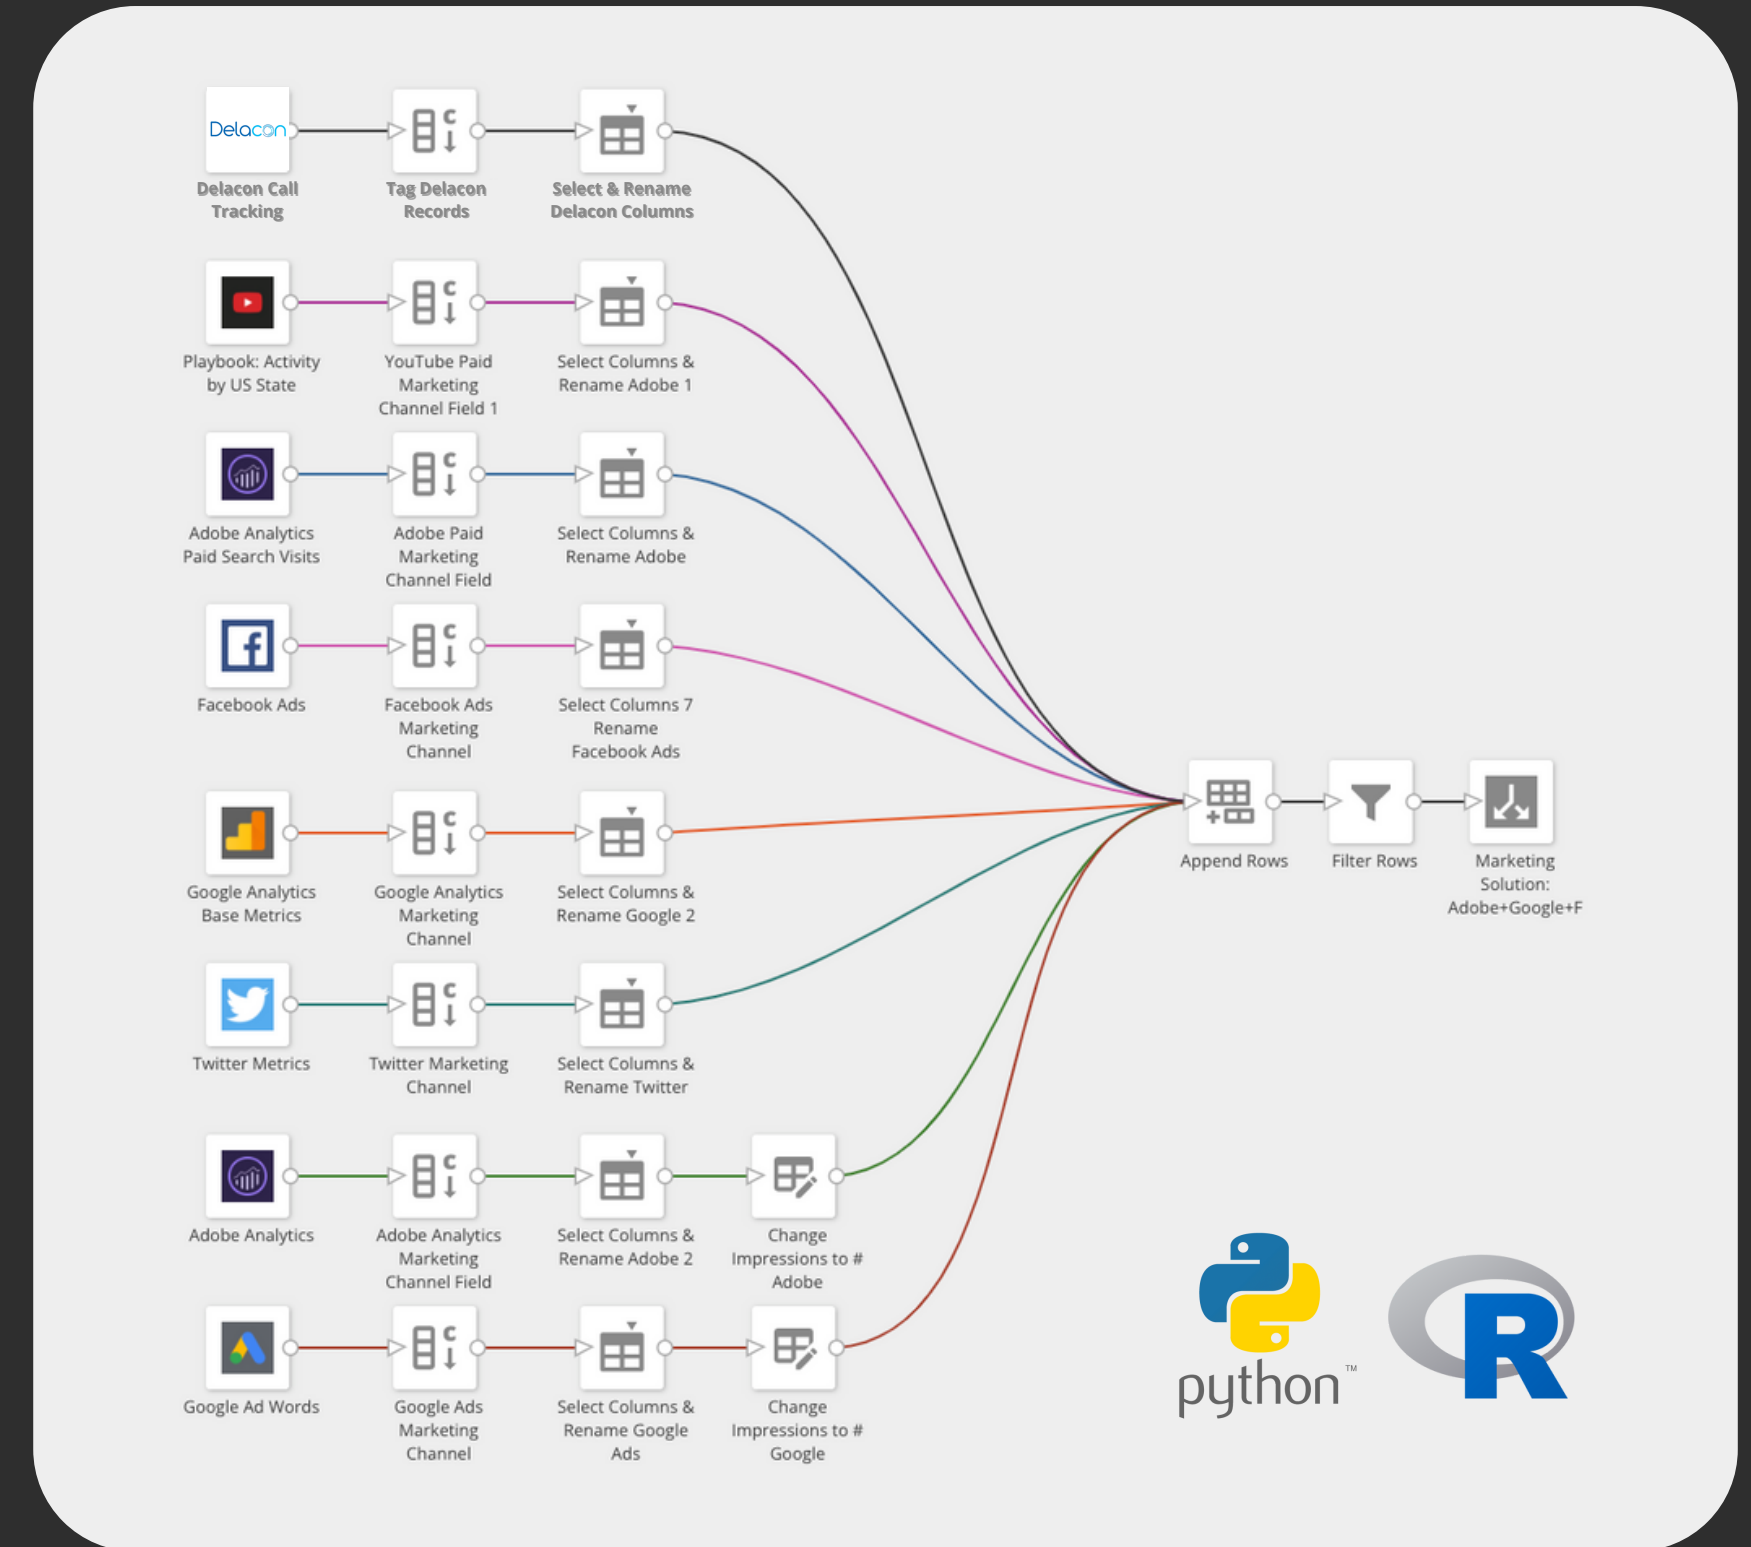 Delacon
Delacon Call
Tracking
Tag Delacon
Records
Select & Rename
Delacon Columns
Playbook: Activity
by US State
YouTube Paid
Marketing
Channel Field 1
Select Columns &
Rename Adobe 1
Adobe Analytics
Paid Search Visits
Adobe Paid
Marketing
Channel Field
Select Columns &
Rename Adobe
Facebook Ads
Facebook Ads
Marketing
Channel
Select Columns 7
Rename
Facebook Ads
Google Analytics
Base Metrics
Google Analytics
Marketing
Channel
Select Columns &
Rename Google 2
Append Rows
Filter Rows
Marketing
Solution:
Adobe+Google+F
Twitter Metrics
Twitter Marketing
Channel
Select Columns &
Rename Twitter
Adobe Analytics
Adobe Analytics
Marketing
Channel Field
Select Columns &
Rename Adobe 2
Change
Impressions to #
Adobe
Google Ad Words
Google Ads
Marketing
Channel
Select Columns &
Rename Google
Ads
Change
Impressions to #
Google
python™
R